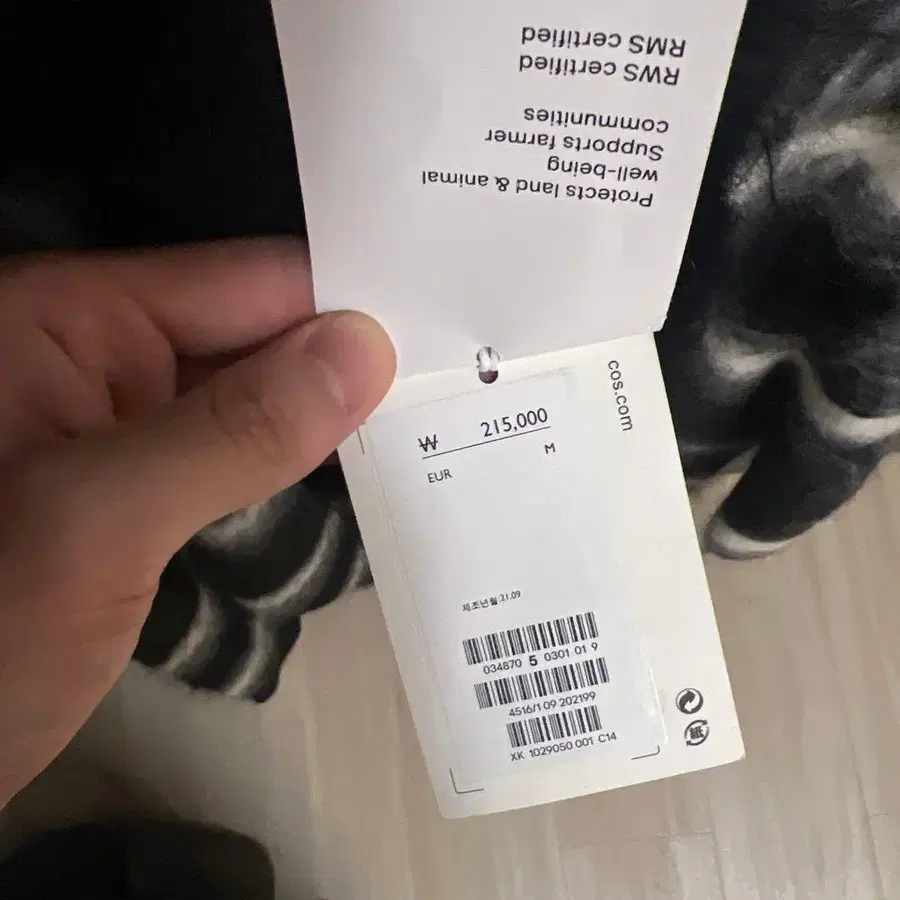 Protects land & animal
well-being
Supports farmer
communities
RWS certified
RMS certified
cos.com
₩ 215,000
EUR M
제조년월:21.09
034870 5 0301 01 9
4516/1 09 202199
XK 1029050 001 C14
紙